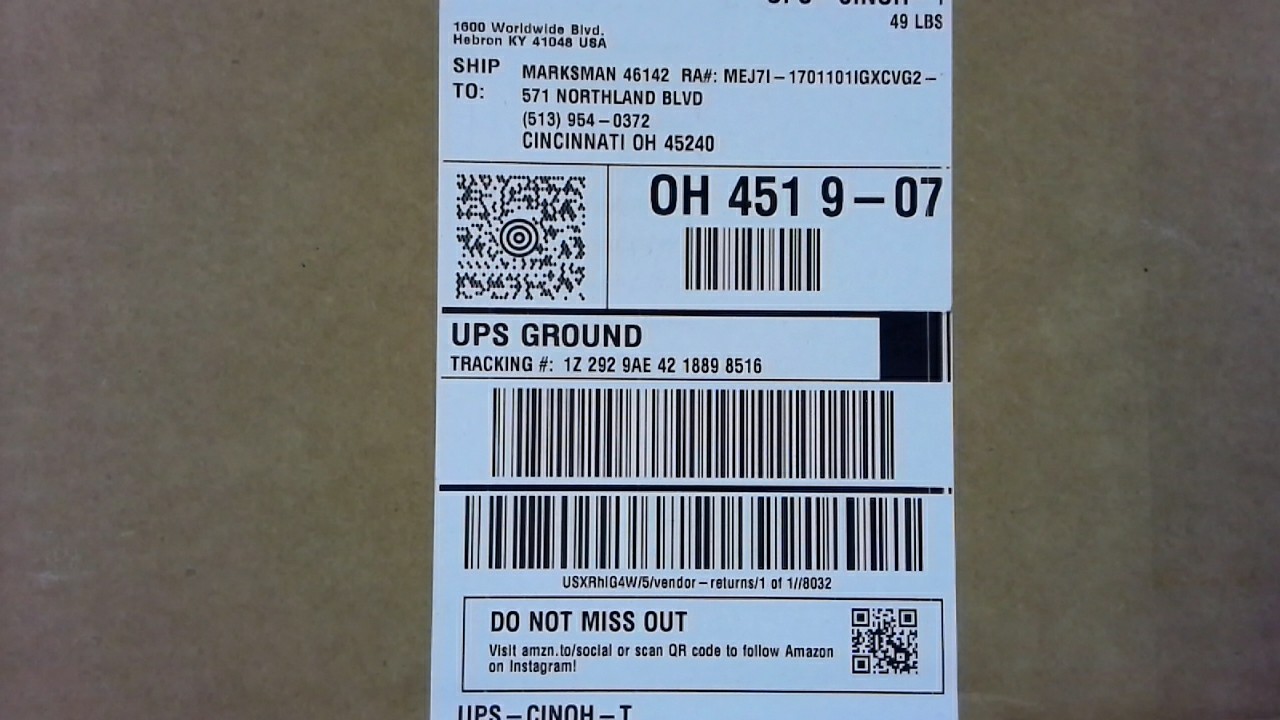 49 LBS
1600 Worldwide Blvd.
Hebron KY 41048 USA
SHIP TO:
MARKSMAN 46142 RA#: MEJ7I-1701101IGXCVG2-
571 NORTHLAND BLVD
(513) 954-0372
CINCINNATI OH 45240
OH 451 9-07
UPS GROUND
TRACKING #: 1Z 292 9AE 42 1889 8516
USXRhIG4W/5/vendor-returns/1 of 1//8032
DO NOT MISS OUT
Visit amzn.to/social or scan QR code to follow Amazon
on Instagram!
UPS-CINOH-T